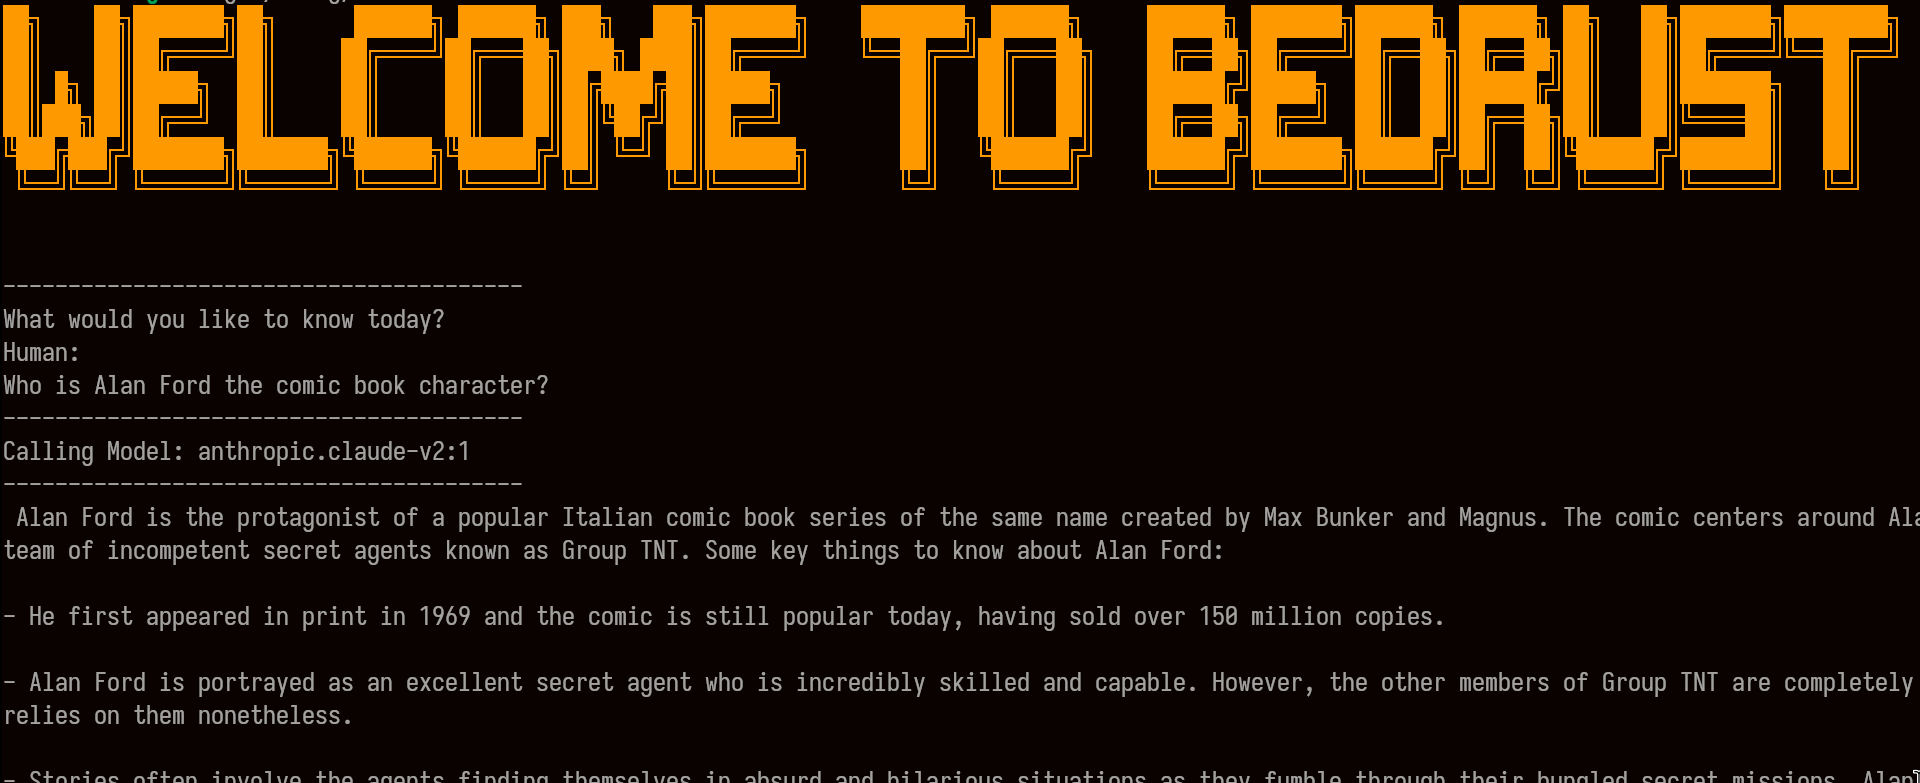 WELCOME TO BEDRUST
----------------------------------------
What would you like to know today?
Human:
Who is Alan Ford the comic book character?
----------------------------------------
Calling Model: anthropic.claude-v2:1
----------------------------------------
Alan Ford is the protagonist of a popular Italian comic book series of the same name created by Max Bunker and Magnus. The comic centers around
team of incompetent secret agents known as Group TNT. Some key things to know about Alan Ford:
- He first appeared in print in 1969 and the comic is still popular today, having sold over 150 million copies.
- Alan Ford is portrayed as an excellent secret agent who is incredibly skilled and capable. However, the other members of Group TNT are completely
relies on them nonetheless.
- Stories often involve the agents finding themselves in absurd and hilarious situations as they fumble through their bungled secret missions. Alan